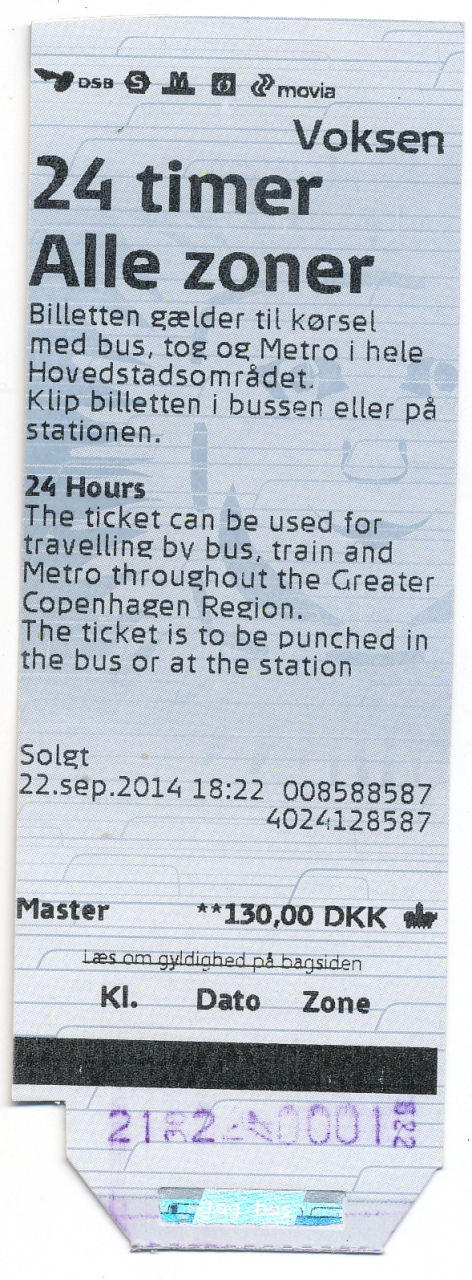 DSB S M movia
Voksen
24 timer
Alle zoner
Billetten gælder til kørsel
med bus, tog og Metro i hele
Hovedstadsområdet.
Klip billetten i bussen eller på
stationen.
24 Hours
The ticket can be used for
travelling by bus, train and
Metro throughout the Greater
Copenhagen Region.
The ticket is to be punched in
the bus or at the station
Solgt
22.sep.2014 18:22 008588587
4024128587
Master **130,00 DKK
Læs om gyldighed på bagsiden
Kl. Dato Zone
0001 522
tog bus